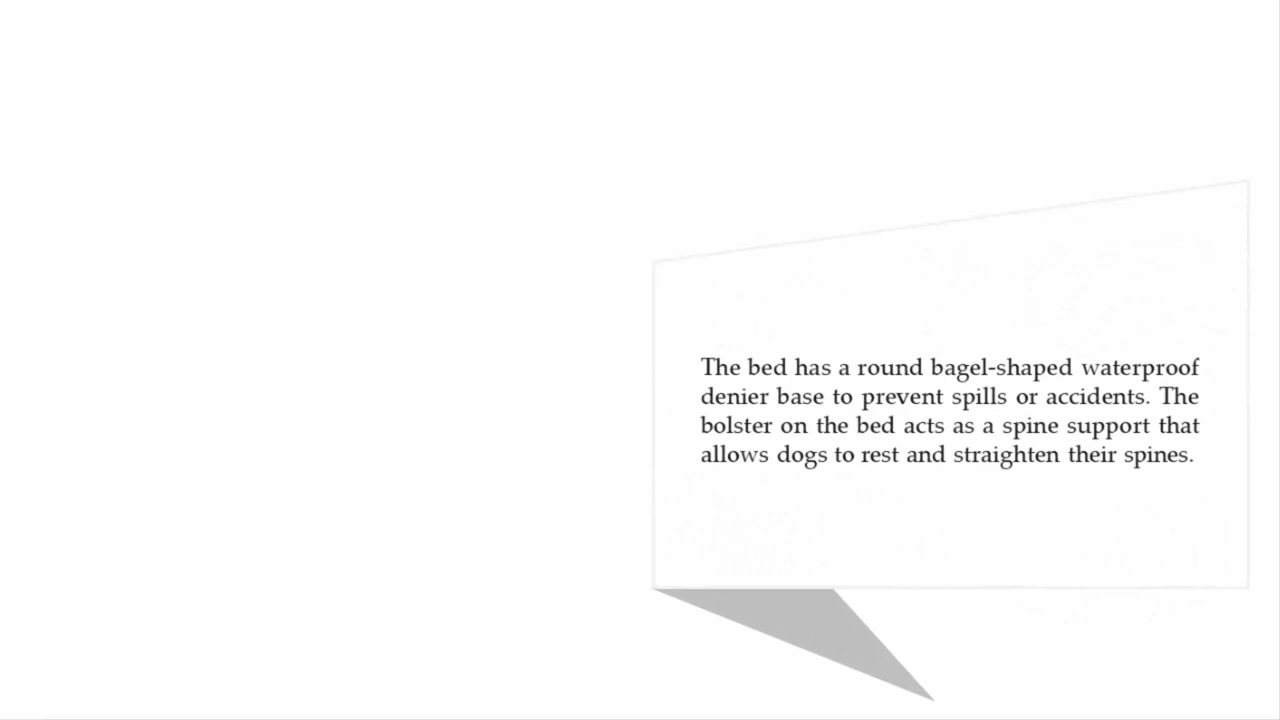 The bed has a round bagel-shaped waterproof
denier base to prevent spills or accidents. The
bolster on the bed acts as a spine support that
allows dogs to rest and straighten their spines.